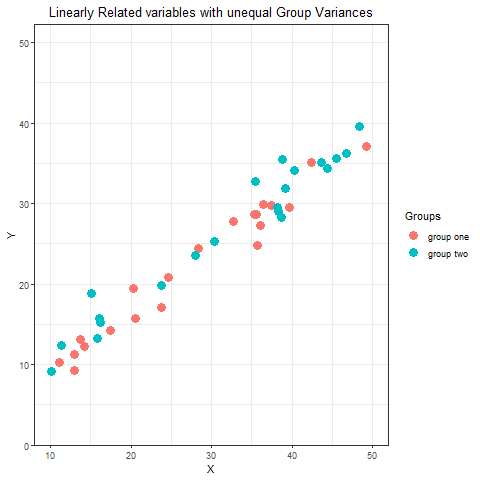 Linearly Related variables with unequal Group Variances
50
40
30
20
10
0
Y
10 20 30 40 50
X
Groups
group one
group two